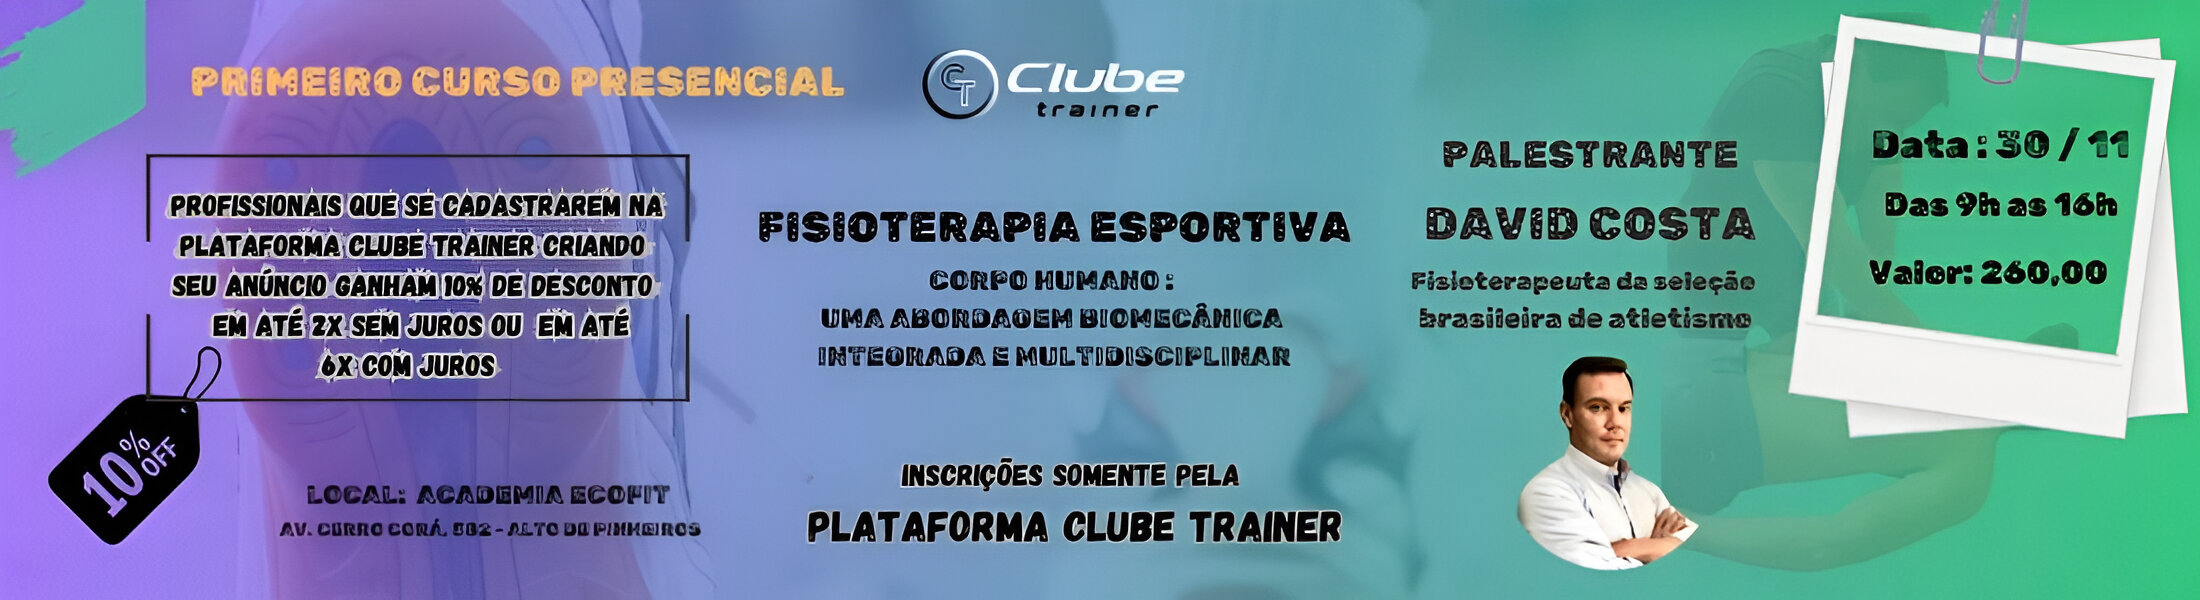 PRIMEIRO CURSO PRESENCIAL
PROFISSIONAIS QUE SE CADASTRAREM NA
PLATAFORMA CLUBE TRAINER CRIANDO
SEU ANÚNCIO GANHAM 10% DE DESCONTO
EM ATÉ 2X SEM JUROS OU EM ATÉ
6X COM JUROS
10% OFF
LOCAL: ACADEMIA ECOFIT
AV. CERRO CORÁ, 582 - ALTO DE PINHEIROS
CT Clube
trainer
FISIOTERAPIA ESPORTIVA
CORPO HUMANO :
UMA ABORDAGEM BIOMECÂNICA
INTEGRADA E MULTIDISCIPLINAR
INSCRIÇÕES SOMENTE PELA
PLATAFORMA CLUBE TRAINER
PALESTRANTE
DAVID COSTA
Fisioterapeuta da seleção
brasileira de atletismo
Data : 30 / 11
Das 9h as 16h
Valor: 260,00